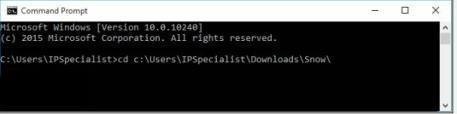 Command Prompt
Microsoft Windows [Version 10.0.10240]
(c) 2015 Microsoft Corporation. All rights reserved.
C:\Users\IPSpecialist>cd c:\Users\IPSpecialist\Downloads\Snow\